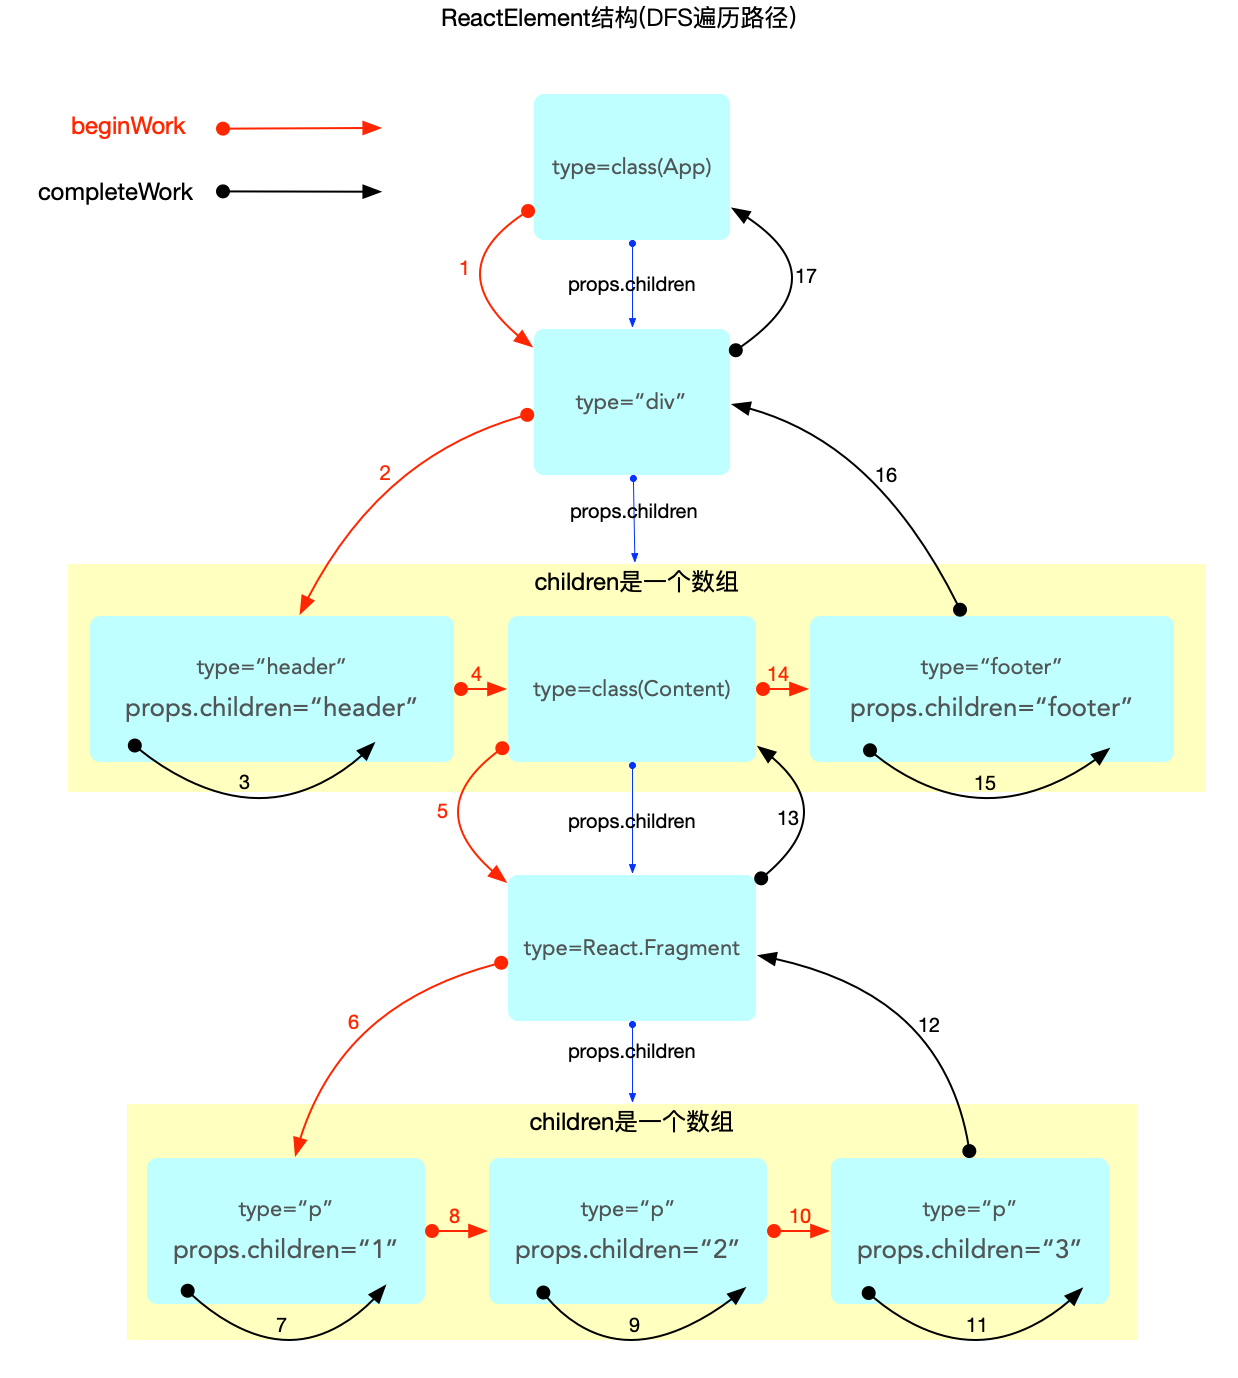 ReactElement结构(DFS遍历路径)
beginWork
completeWork
type=class(App)
1
props.children
17
type=“div”
2
props.children
16
children是一个数组
type=“header”
props.children=“header”
3
4
type=class(Content)
14
type=“footer”
props.children=“footer”
15
5
props.children
13
type=React.Fragment
6
props.children
12
children是一个数组
type=“p”
props.children=“1”
7
8
type=“p”
props.children=“2”
9
10
type=“p”
props.children=“3”
11